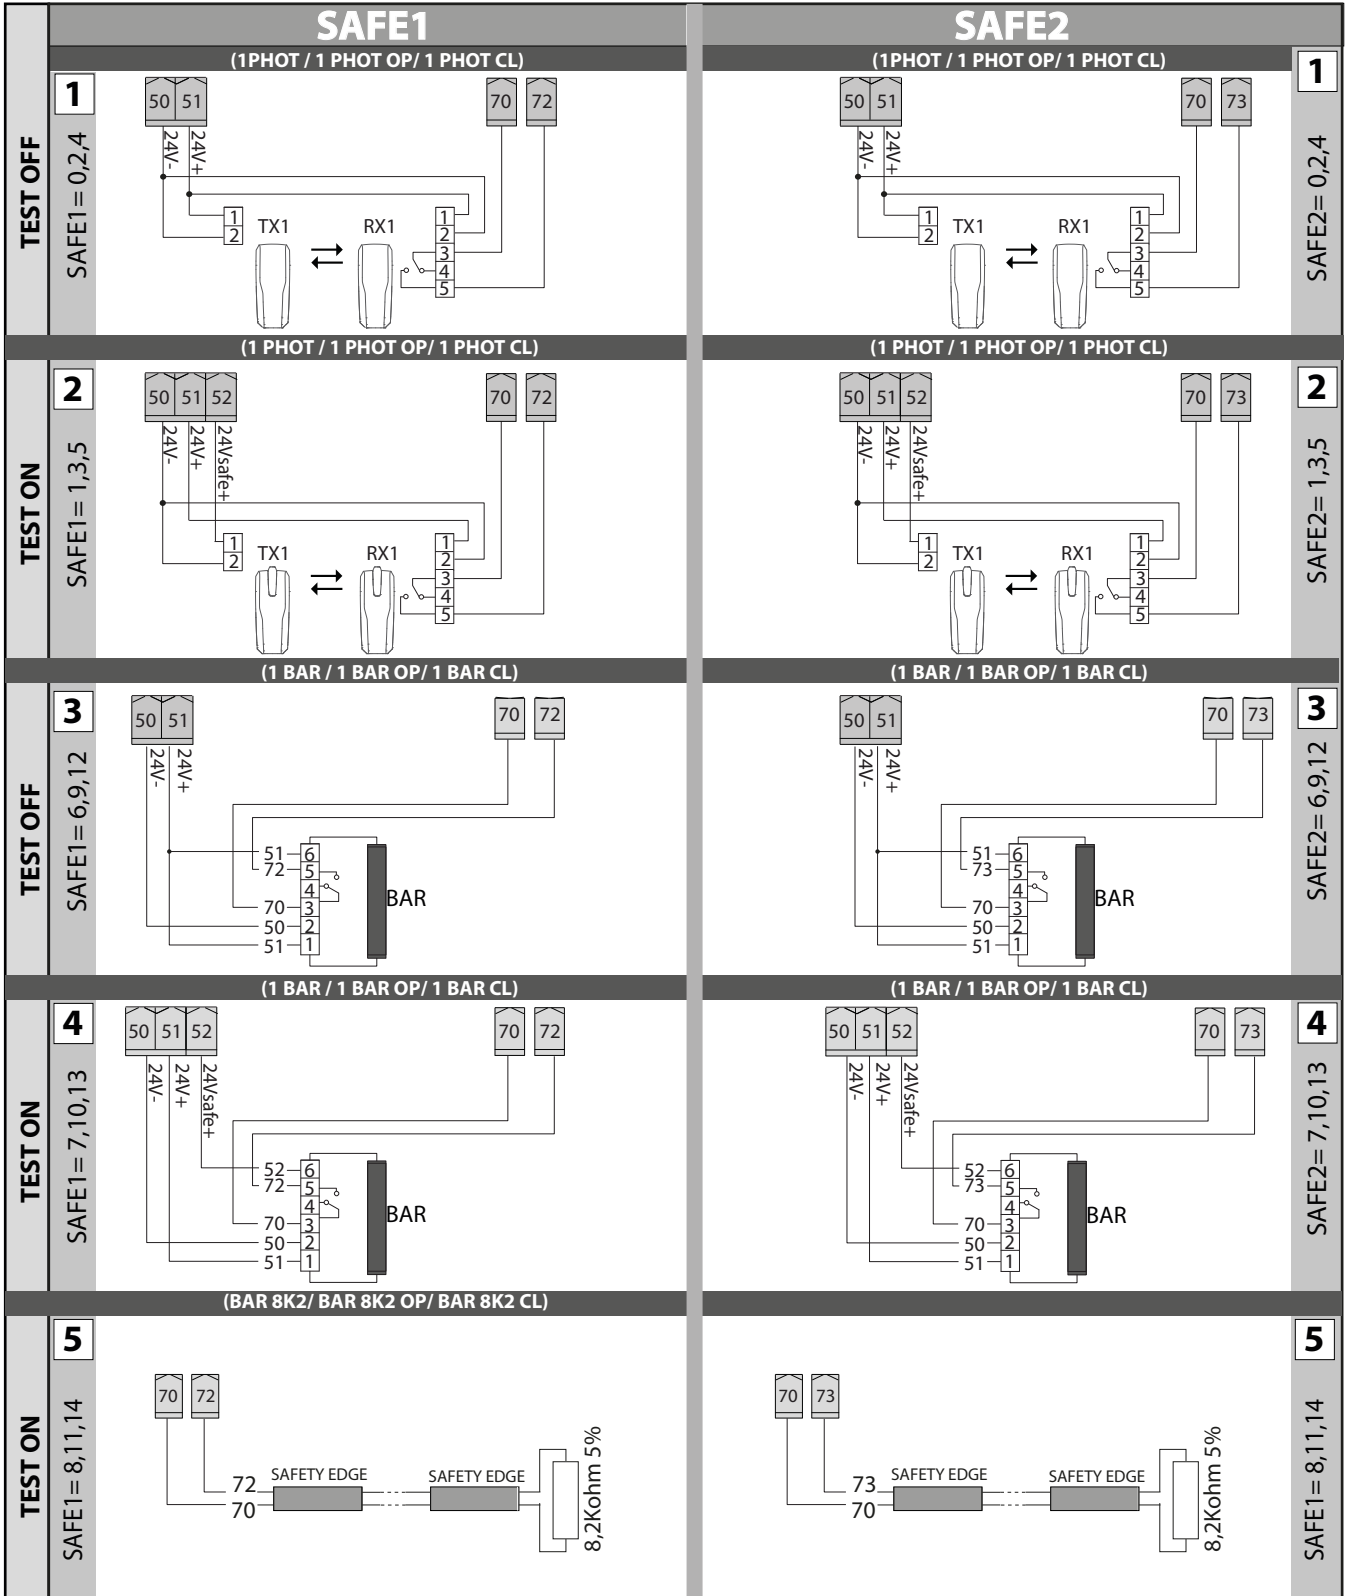 SAFE1
SAFE2
(1PHOT / 1 PHOT OP/ 1 PHOT CL)
(1PHOT / 1 PHOT OP/ 1 PHOT CL)
TEST OFF
1
SAFE1= 0,2,4
50 51
70 72
24V-
24V+
1
2
TX1
RX1
1
2
3
4
5
50 51
70 73
24V-
24V+
1
2
TX1
RX1
1
2
3
4
5
1
SAFE2= 0,2,4
(1 PHOT / 1 PHOT OP/ 1 PHOT CL)
(1 PHOT / 1 PHOT OP/ 1 PHOT CL)
TEST ON
2
SAFE1= 1,3,5
50 51 52
70 72
24V-
24V+
24Vsafe+
1
2
TX1
RX1
1
2
3
4
5
50 51 52
70 73
24V-
24V+
24Vsafe+
1
2
TX1
RX1
1
2
3
4
5
2
SAFE2= 1,3,5
(1 BAR / 1 BAR OP/ 1 BAR CL)
(1 BAR / 1 BAR OP/ 1 BAR CL)
TEST OFF
3
SAFE1= 6,9,12
50 51
70 72
24V-
24V+
51 6
72 5
4
70 3
50 2
51 1
BAR
50 51
70 73
24V-
24V+
51 6
73 5
4
70 3
50 2
51 1
BAR
3
SAFE2= 6,9,12
(1 BAR / 1 BAR OP/ 1 BAR CL)
(1 BAR / 1 BAR OP/ 1 BAR CL)
TEST ON
4
SAFE1= 7,10,13
50 51 52
70 72
24V-
24V+
24Vsafe+
52 6
72 5
4
70 3
50 2
51 1
BAR
50 51 52
70 73
24V-
24V+
24Vsafe+
52 6
73 5
4
70 3
50 2
51 1
BAR
4
SAFE2= 7,10,13
(BAR 8K2/ BAR 8K2 OP/ BAR 8K2 CL)
TEST ON
5
SAFE1= 8,11,14
70 72
72
70
SAFETY EDGE
SAFETY EDGE
8,2Kohm 5%
70 73
73
70
SAFETY EDGE
SAFETY EDGE
8,2Kohm 5%
5
SAFE1= 8,11,14